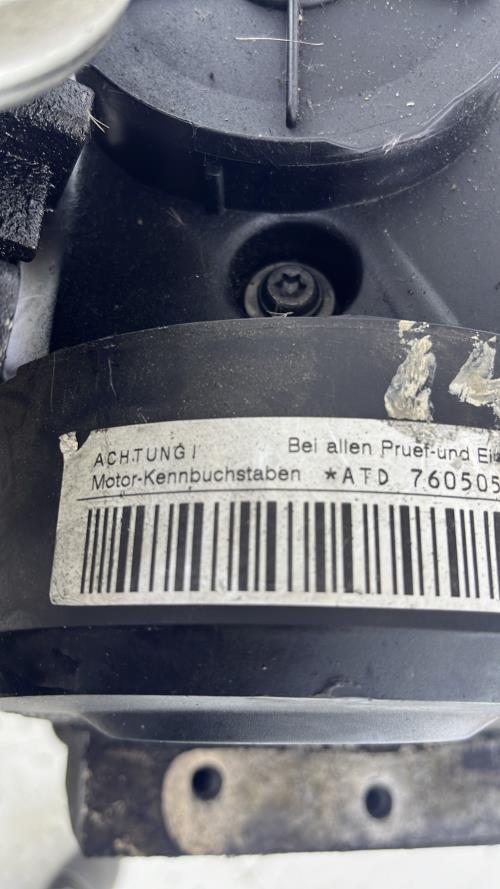 ACHTUNG! Bei allen Pruef-und
Motor-Kennbuchstaben *ATD 760505